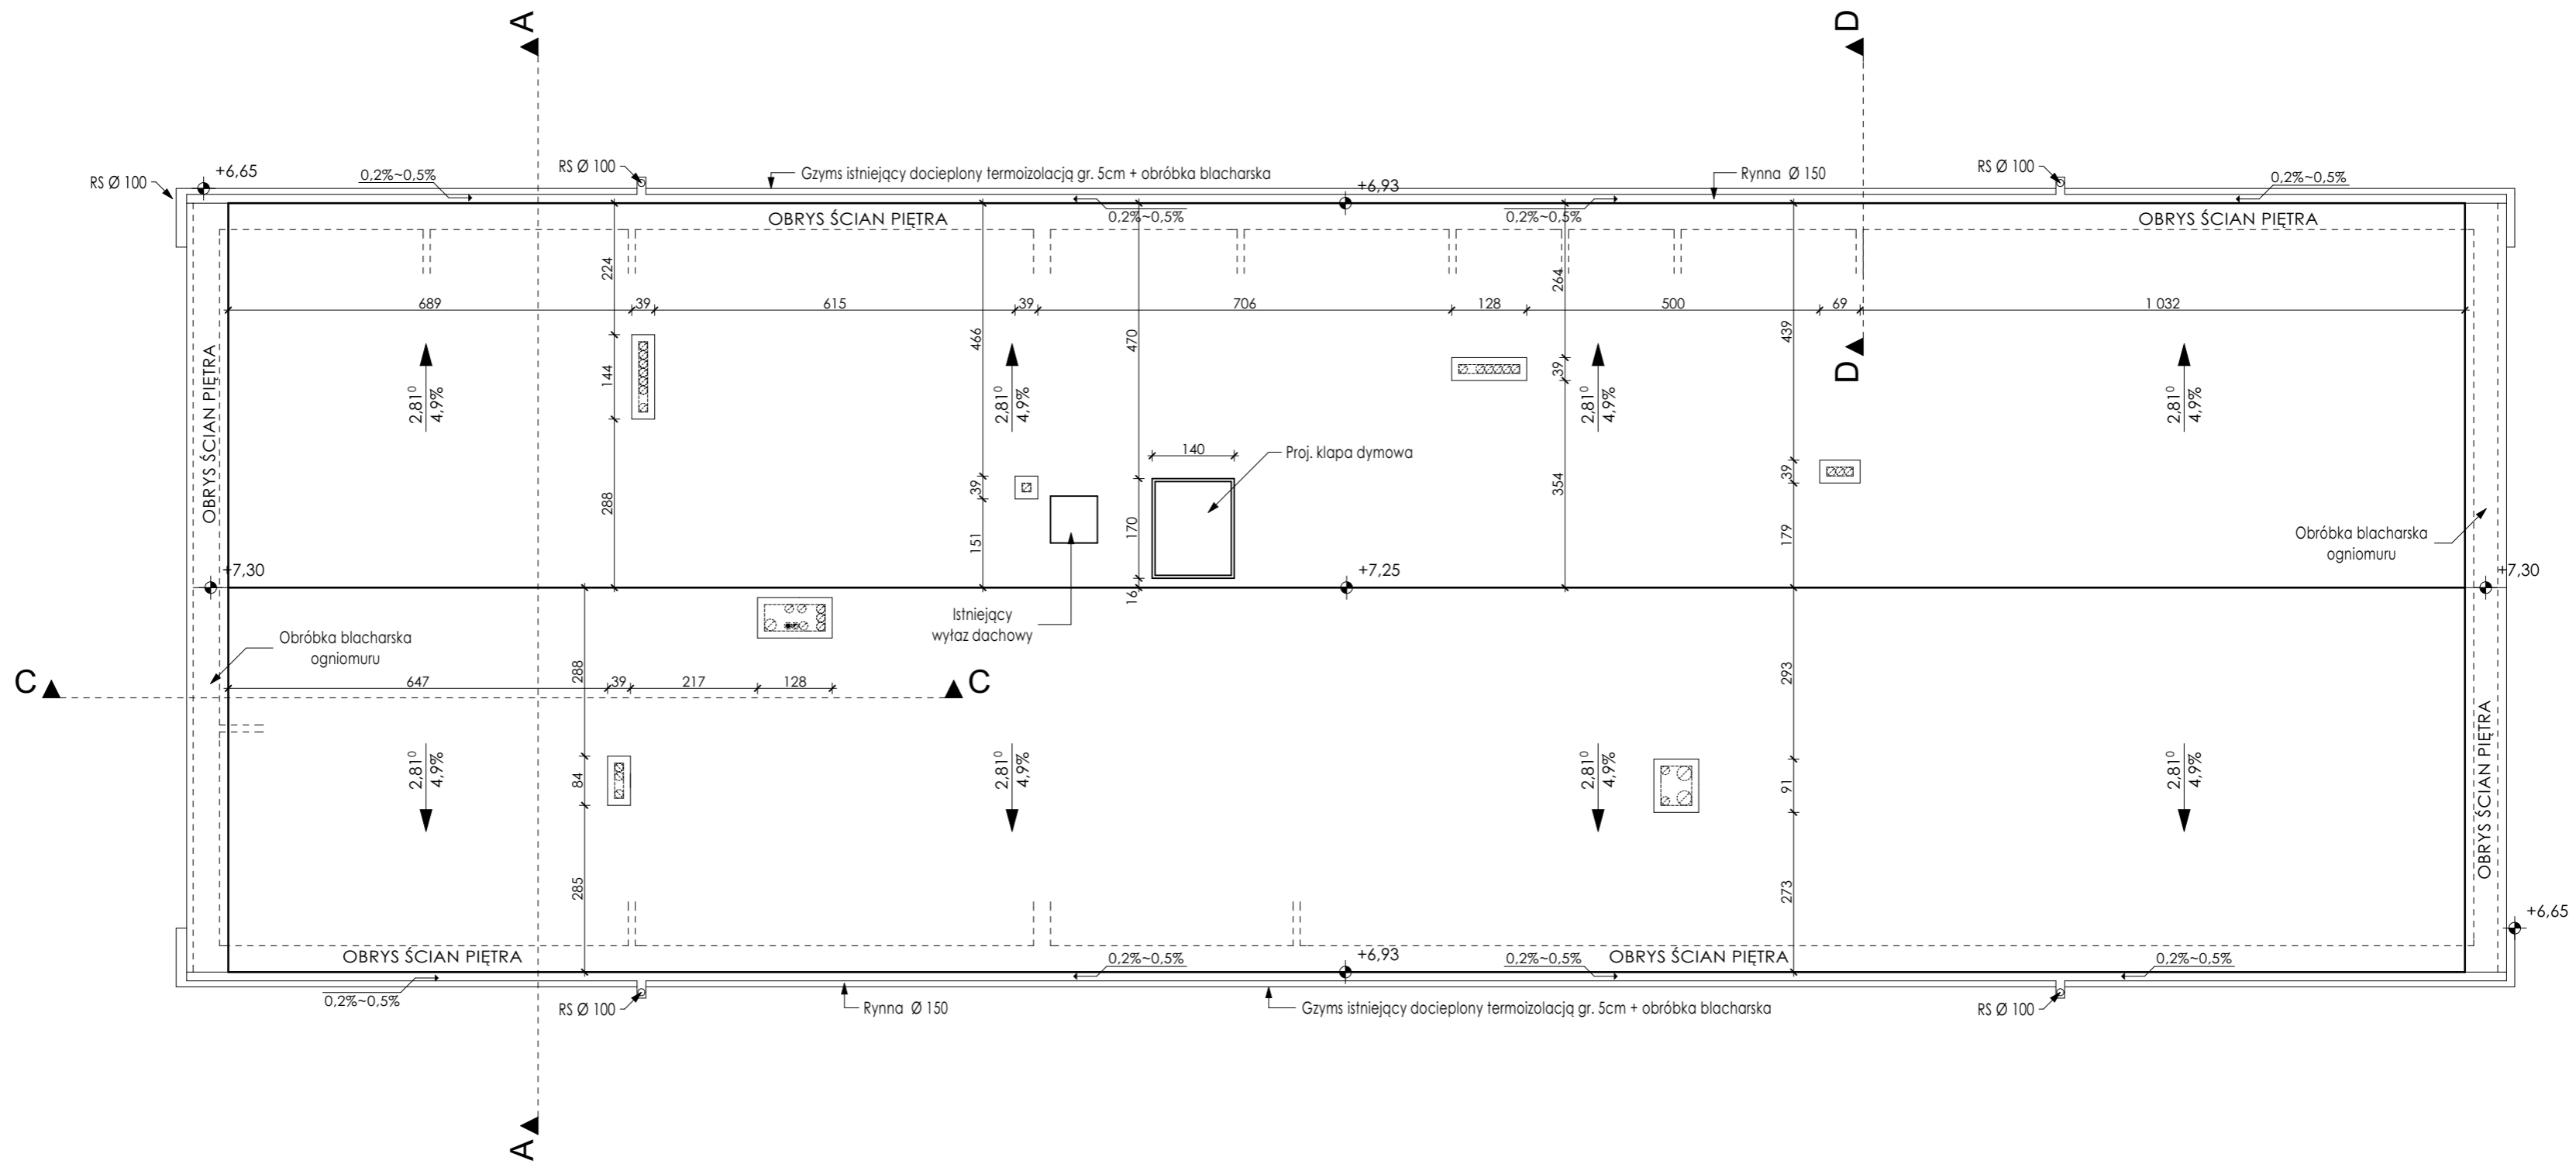 A
D
RS Ø 100
+6,65
0,2%~0,5%
RS Ø 100
Gzyms istniejący docieplony termoizolacją gr. 5cm + obróbka blacharska
+6,93
Rynna Ø 150
RS Ø 100
0,2%~0,5%
OBRYS ŚCIAN PIĘTRA
0,2%~0,5%
0,2%~0,5%
OBRYS ŚCIAN PIĘTRA
224
264
689
39
615
39
706
128
500
69
1 032
OBRYS ŚCIAN PIĘTRA
144
466
470
39
439
D
2,81⁰
4,9%
2,81⁰
4,9%
2,81⁰
4,9%
2,81⁰
4,9%
140
Proj. klapa dymowa
288
39
151
170
354
39
179
Obróbka blacharska
ogniomuru
+7,30
+7,25
+7,30
16
Istniejący
wyłaz dachowy
Obróbka blacharska
ogniomuru
C
647
39
217
128
C
288
293
2,81⁰
4,9%
84
2,81⁰
4,9%
2,81⁰
4,9%
91
2,81⁰
4,9%
OBRYS ŚCIAN PIĘTRA
285
273
+6,65
OBRYS ŚCIAN PIĘTRA
0,2%~0,5%
+6,93
0,2%~0,5%
OBRYS ŚCIAN PIĘTRA
0,2%~0,5%
0,2%~0,5%
RS Ø 100
Rynna Ø 150
Gzyms istniejący docieplony termoizolacją gr. 5cm + obróbka blacharska
RS Ø 100
A